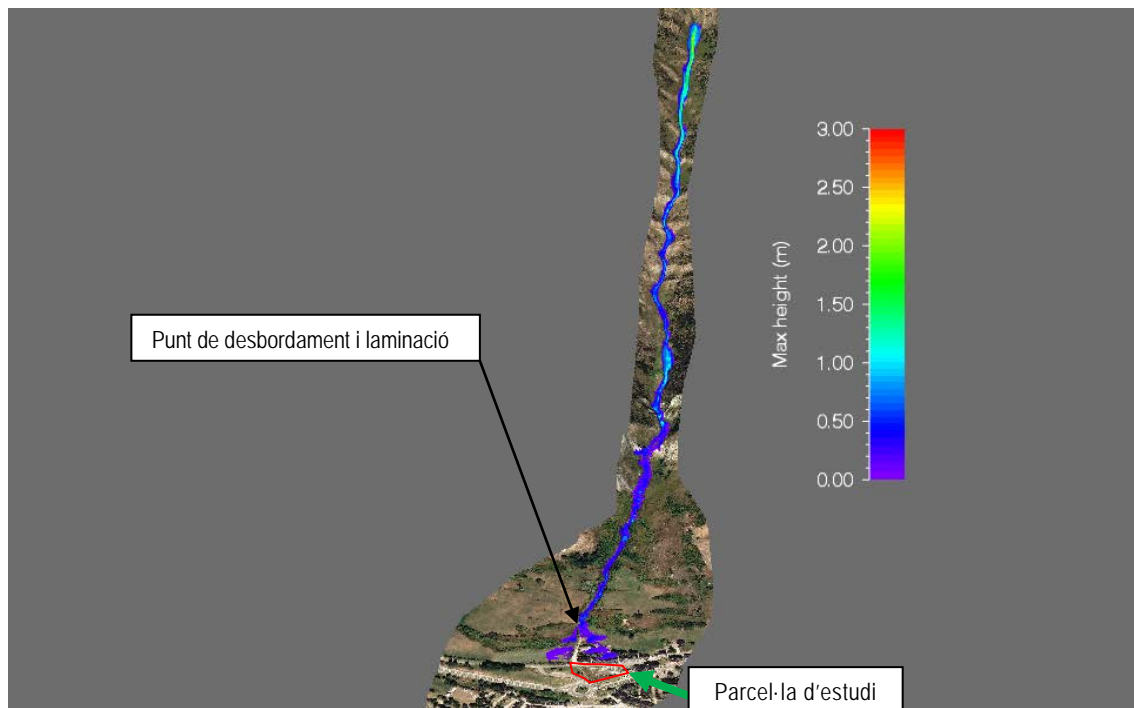 3.00
2.50
2.00
1.50
1.00
0.50
0.00
Max height (m)
Punt de desbordament i laminació
Parcel·la d'estudi